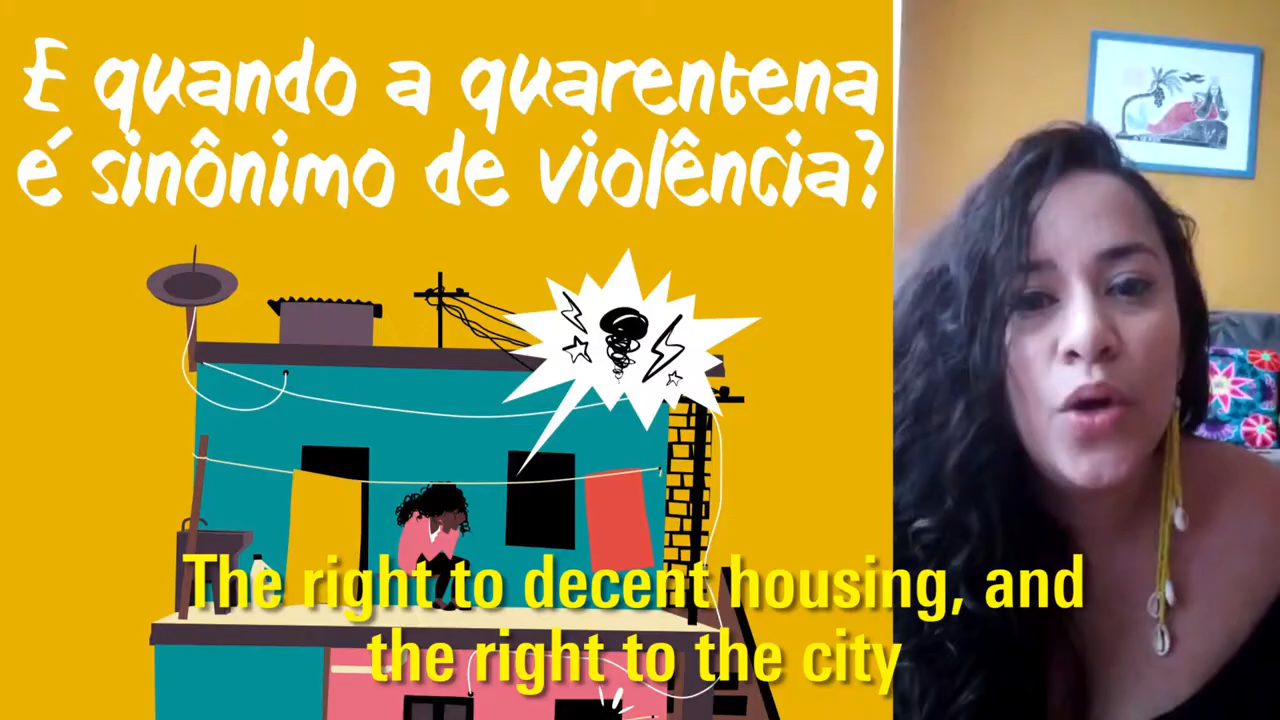 E quando a quarentena
é sinônimo de violência?
The right to decent housing, and
the right to the city